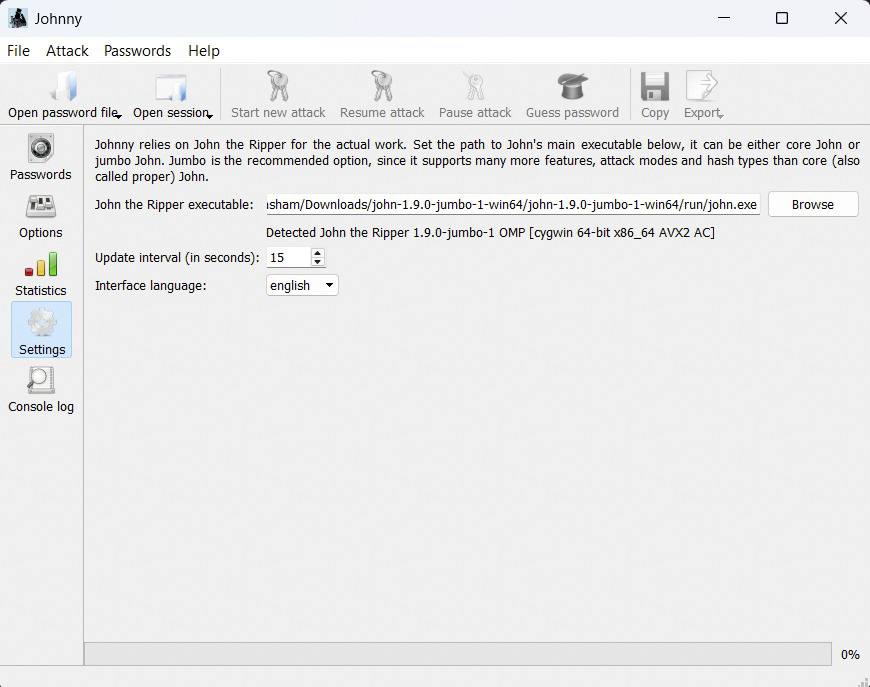 Johnny
File Attack Passwords Help
Open password file Open session Start new attack Resume attack Pause attack Guess password Copy Export
Passwords
Options
Statistics
Settings
Console log
Johnny relies on John the Ripper for the actual work. Set the path to John's main executable below, it can be either core John or
jumbo John. Jumbo is the recommended option, since it supports many more features, attack modes and hash types than core (also
called proper) John.
John the Ripper executable: sham/Downloads/john-1.9.0-jumbo-1-win64/john-1.9.0-jumbo-1-win64/run/john.exe Browse
Detected John the Ripper 1.9.0-jumbo-1 OMP [cygwin 64-bit x86_64 AVX2 AC]
Update interval (in seconds): 15
Interface language: english
0%